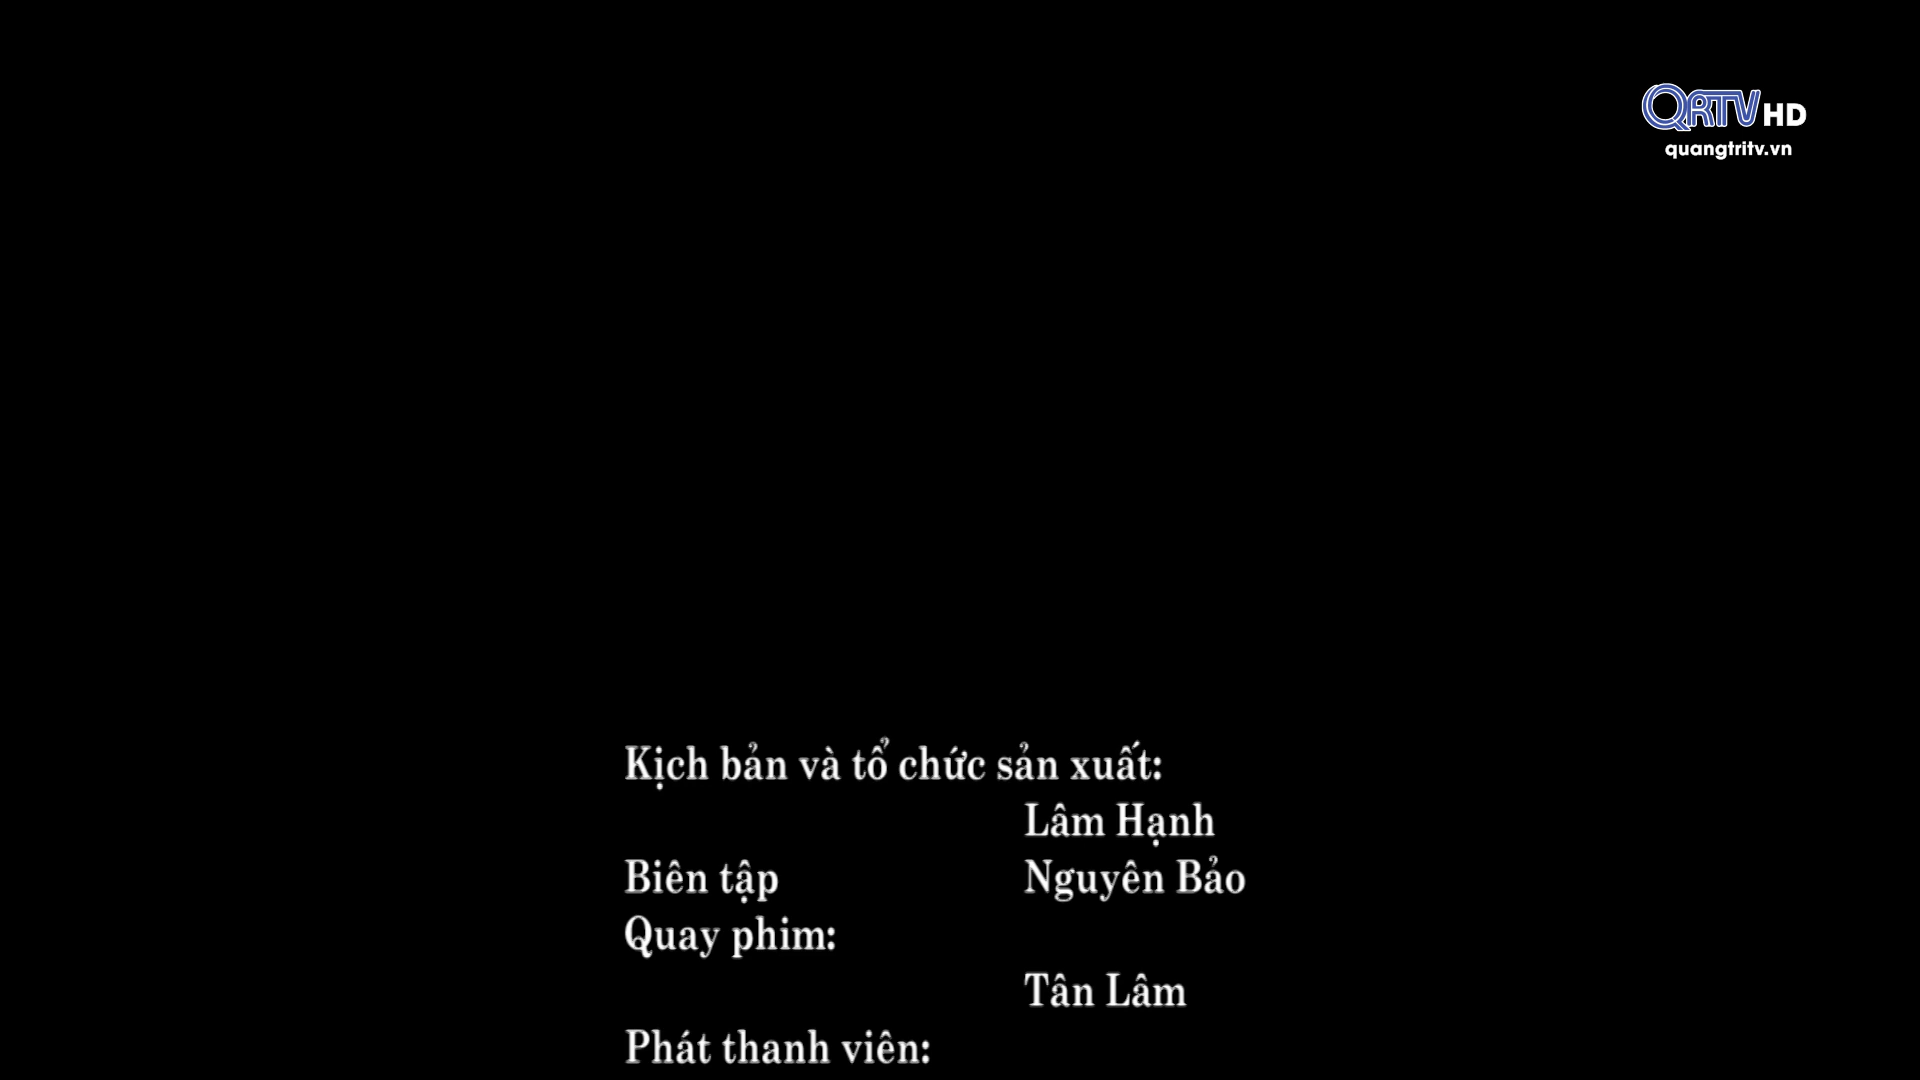 QRTV HD
quangtritv.vn
Kịch bản và tổ chức sản xuất:
Lâm Hạnh
Biên tập Nguyên Bảo
Quay phim:
Tân Lâm
Phát thanh viên: